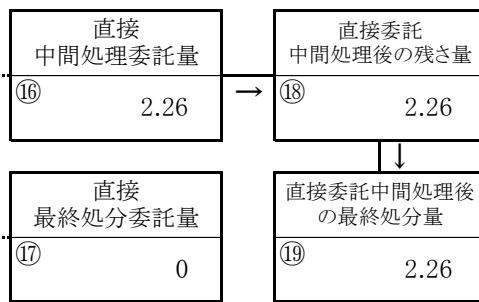 直接
中間処理委託量
⑯
2.26
→
直接委託
中間処理後の残さ量
⑱
2.26
↓
直接
最終処分委託量
⑰
0
直接委託中間処理後
の最終処分量
⑲
2.26